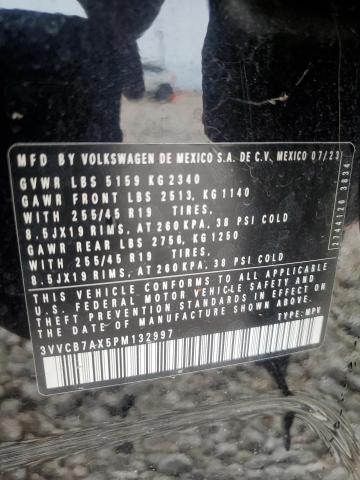 MFD BY VOLKSWAGEN DE MEXICO S.A. DE C.V. MEXICO 07/23
GVWR LBS 5159 KG 2340
GAWR FRONT LBS 2513, KG 1140
WITH 255/45 R19 TIRES,
8.5JX19 RIMS, AT 260 KPA, 38 PSI COLD
GAWR REAR LBS 2756, KG 1250
WITH 255/45 R19 TIRES,
8.5JX19 RIMS, AT 260 KPA, 38 PSI COLD
THIS VEHICLE CONFORMS TO ALL APPLICABLE
U.S. FEDERAL MOTOR VEHICLE SAFETY AND
THEFT PREVENTION STANDARDS IN EFFECT ON
THE DATE OF MANUFACTURE SHOWN ABOVE.
3VVCB7AX5PM132997
TYPE: MPV
3834